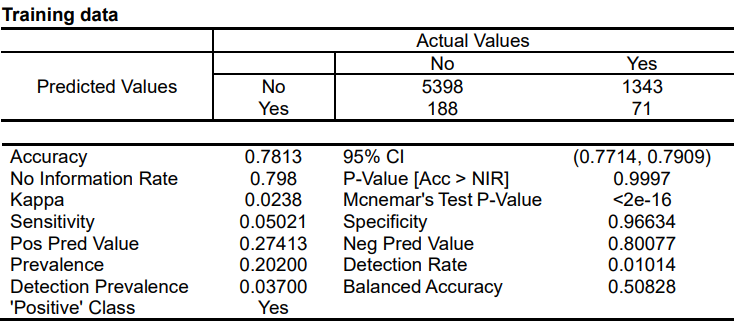 Training data
Actual Values
No Yes
Predicted Values No 5398 1343
Yes 188 71
Accuracy 0.7813 95% CI (0.7714, 0.7909)
No Information Rate 0.798 P-Value [Acc > NIR] 0.9997
Kappa 0.0238 Mcnemar's Test P-Value <2e-16
Sensitivity 0.05021 Specificity 0.96634
Pos Pred Value 0.27413 Neg Pred Value 0.80077
Prevalence 0.20200 Detection Rate 0.01014
Detection Prevalence 0.03700 Balanced Accuracy 0.50828
'Positive' Class Yes